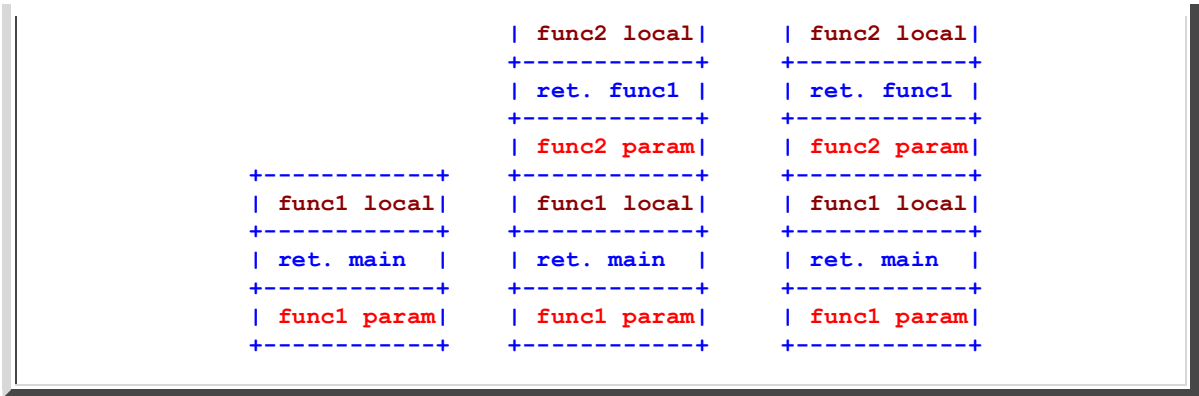 | func2 local|      | func2 local|
+------------+      +------------+
| ret. func1 |      | ret. func1 |
+------------+      +------------+
| func2 param|      | func2 param|
+------------+    +------------+      +------------+
| func1 local|    | func1 local|      | func1 local|
+------------+    +------------+      +------------+
| ret. main  |    | ret. main  |      | ret. main  |
+------------+    +------------+      +------------+
| func1 param|    | func1 param|      | func1 param|
+------------+    +------------+      +------------+